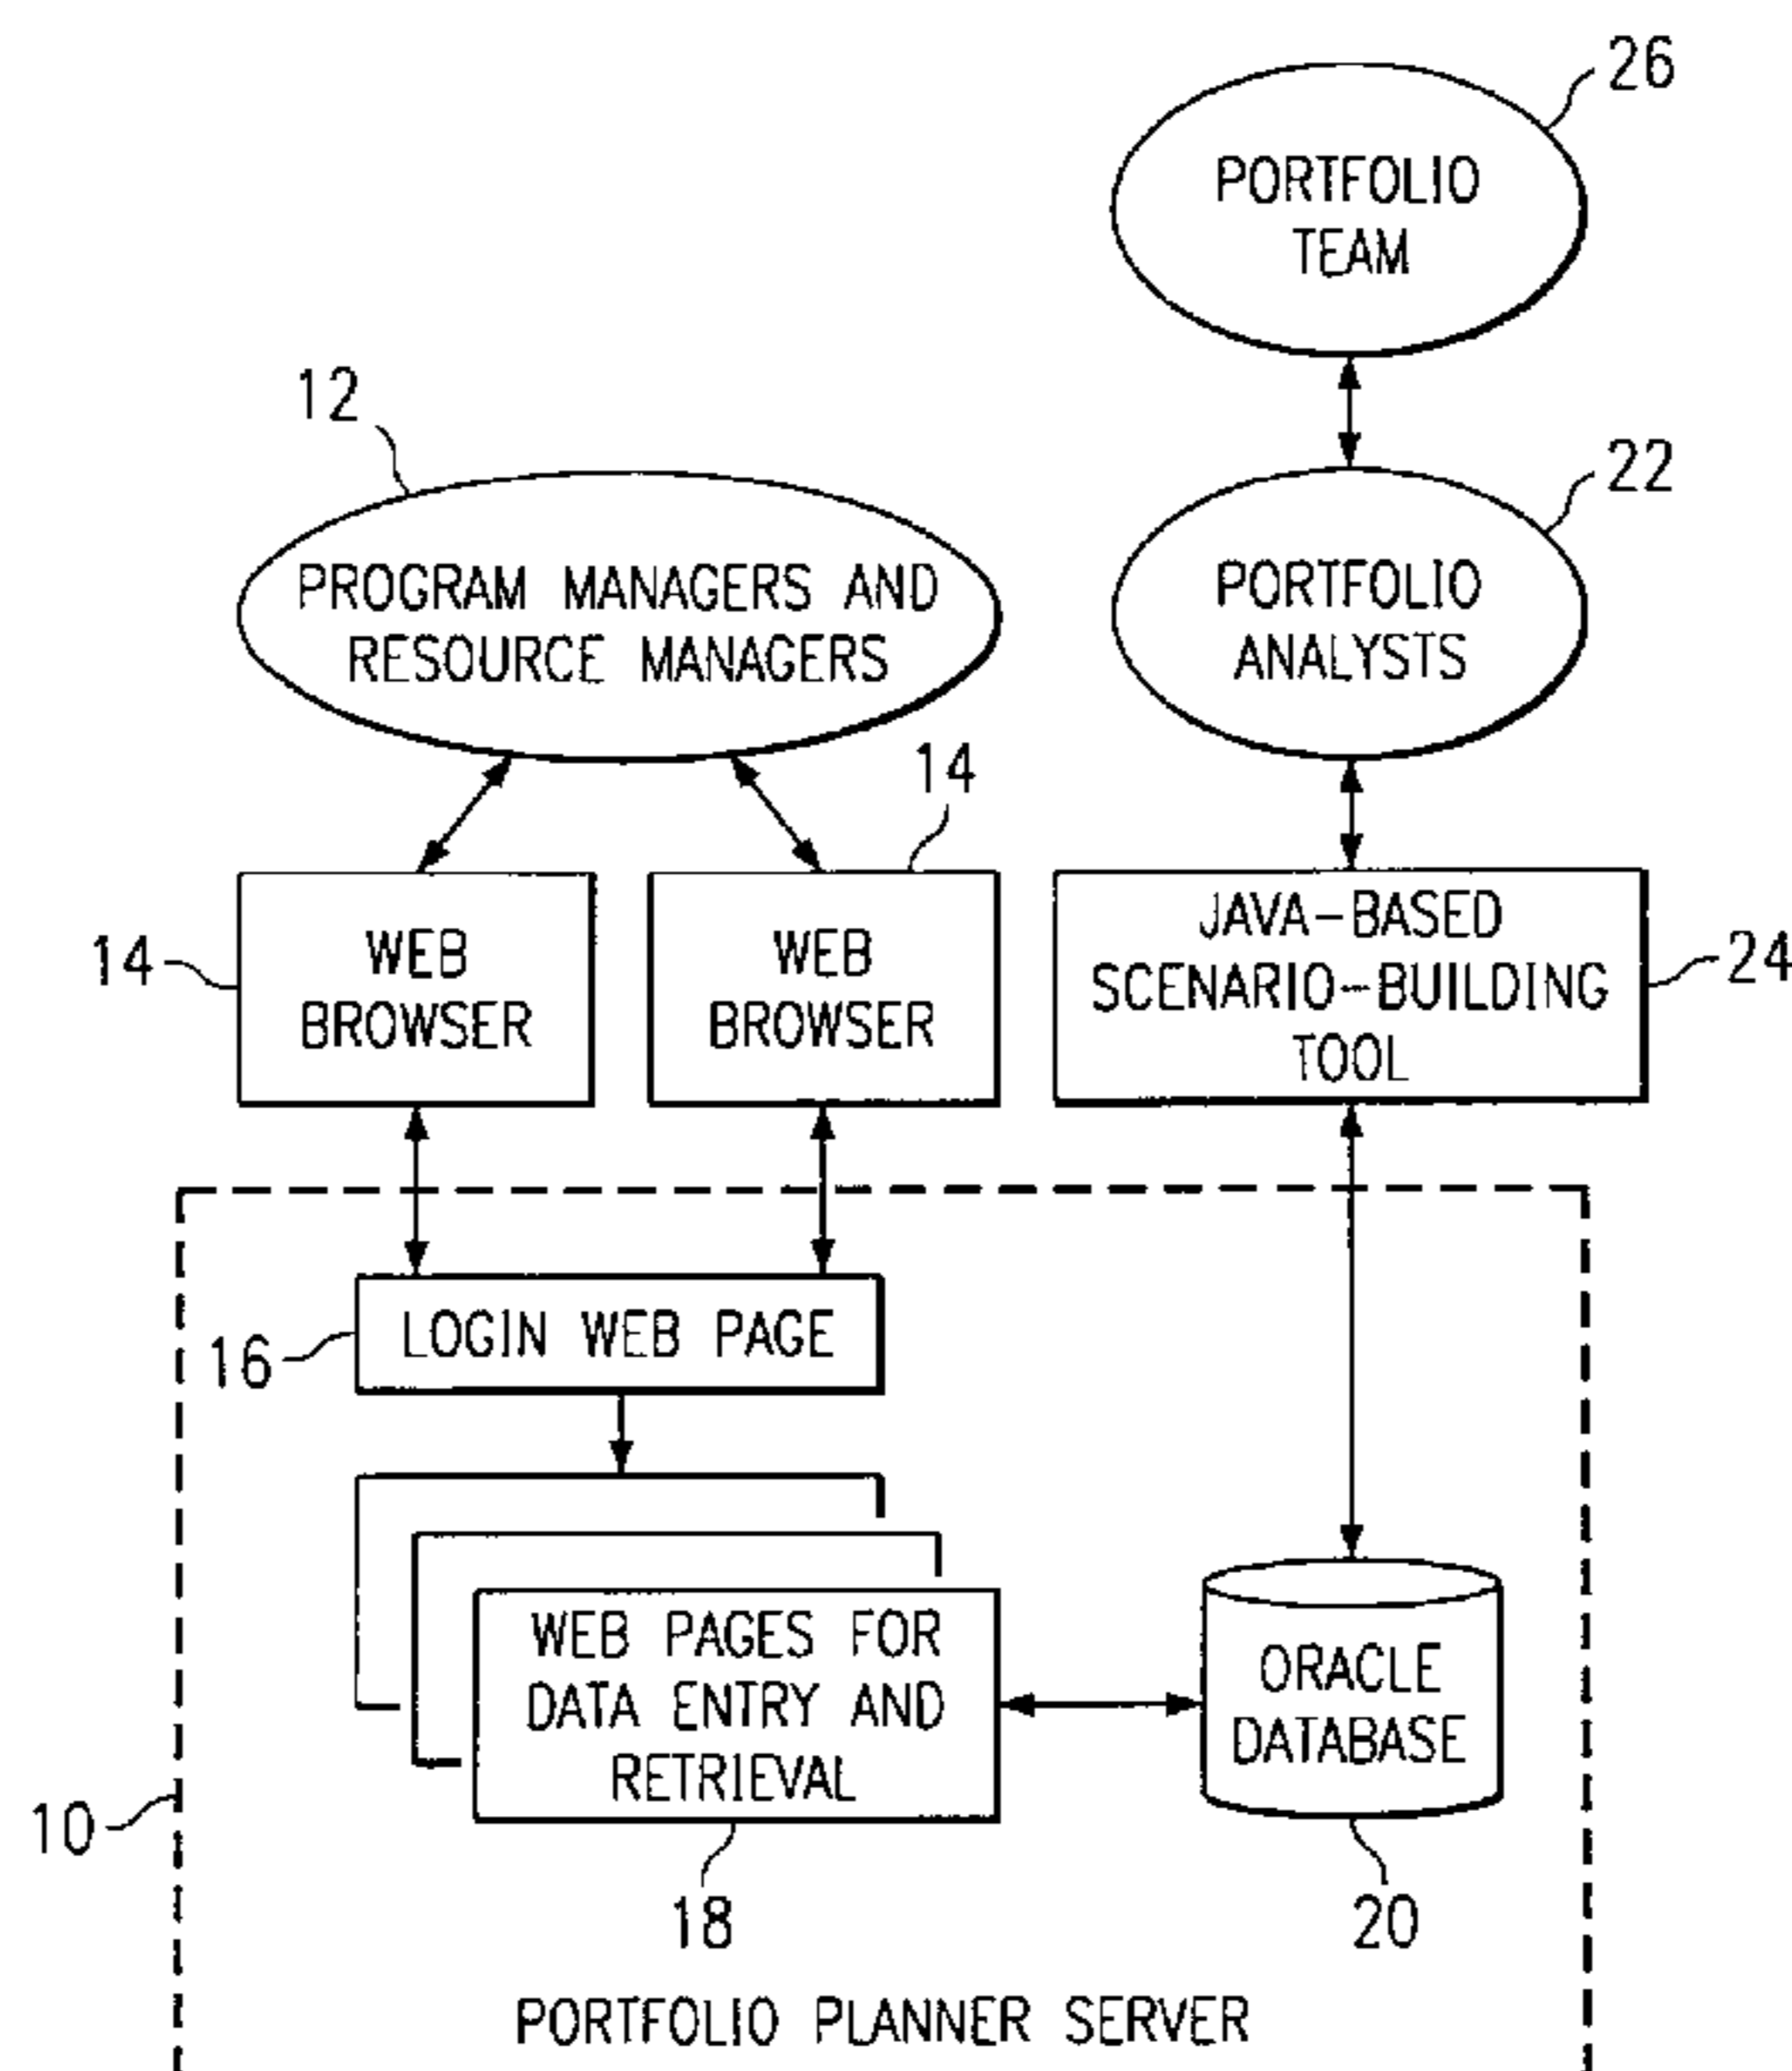 26
PORTFOLIO
TEAM
12
22
PROGRAM MANAGERS AND
RESOURCE MANAGERS
PORTFOLIO
ANALYSTS
14
14
WEB
BROWSER
WEB
BROWSER
JAVA-BASED
SCENARIO-BUILDING
TOOL
24
16
LOGIN WEB PAGE
WEB PAGES FOR
DATA ENTRY AND
RETRIEVAL
ORACLE
DATABASE
10
18
20
PORTFOLIO PLANNER SERVER